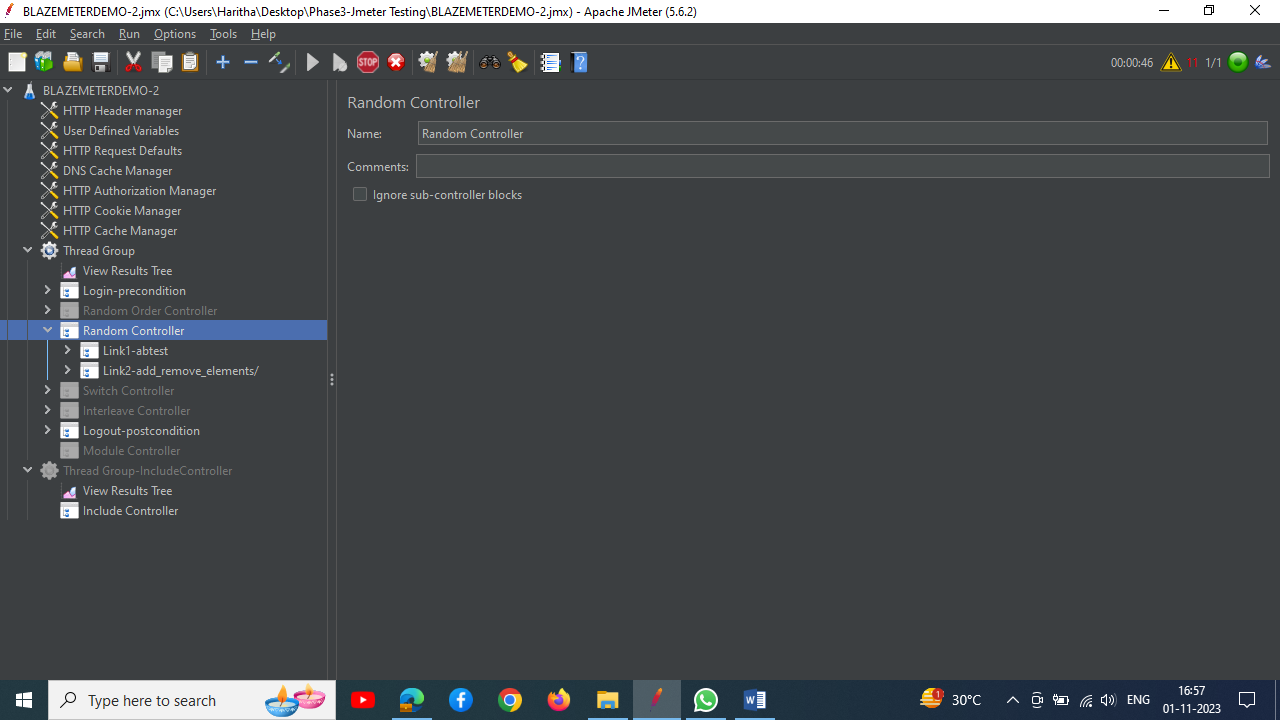 BLAZEMETERDEMO-2.jmx (C:\Users\Haritha\Desktop\Phase3-Jmeter Testing\BLAZEMETERDEMO-2.jmx) - Apache JMeter (5.6.2)
File Edit Search Run Options Tools Help
STOP 00:00:46 11 1/1
BLAZEMETERDEMO-2
HTTP Header manager
User Defined Variables
HTTP Request Defaults
DNS Cache Manager
HTTP Authorization Manager
HTTP Cookie Manager
HTTP Cache Manager
Thread Group
View Results Tree
Login-precondition
Random Order Controller
Random Controller
Link1-abtest
Link2-add_remove_elements/
Switch Controller
Interleave Controller
Logout-postcondition
Module Controller
Thread Group-IncludeController
View Results Tree
Include Controller
Random Controller
Name: Random Controller
Comments:
Ignore sub-controller blocks
Type here to search
1 30°C
ENG
16:57
01-11-2023